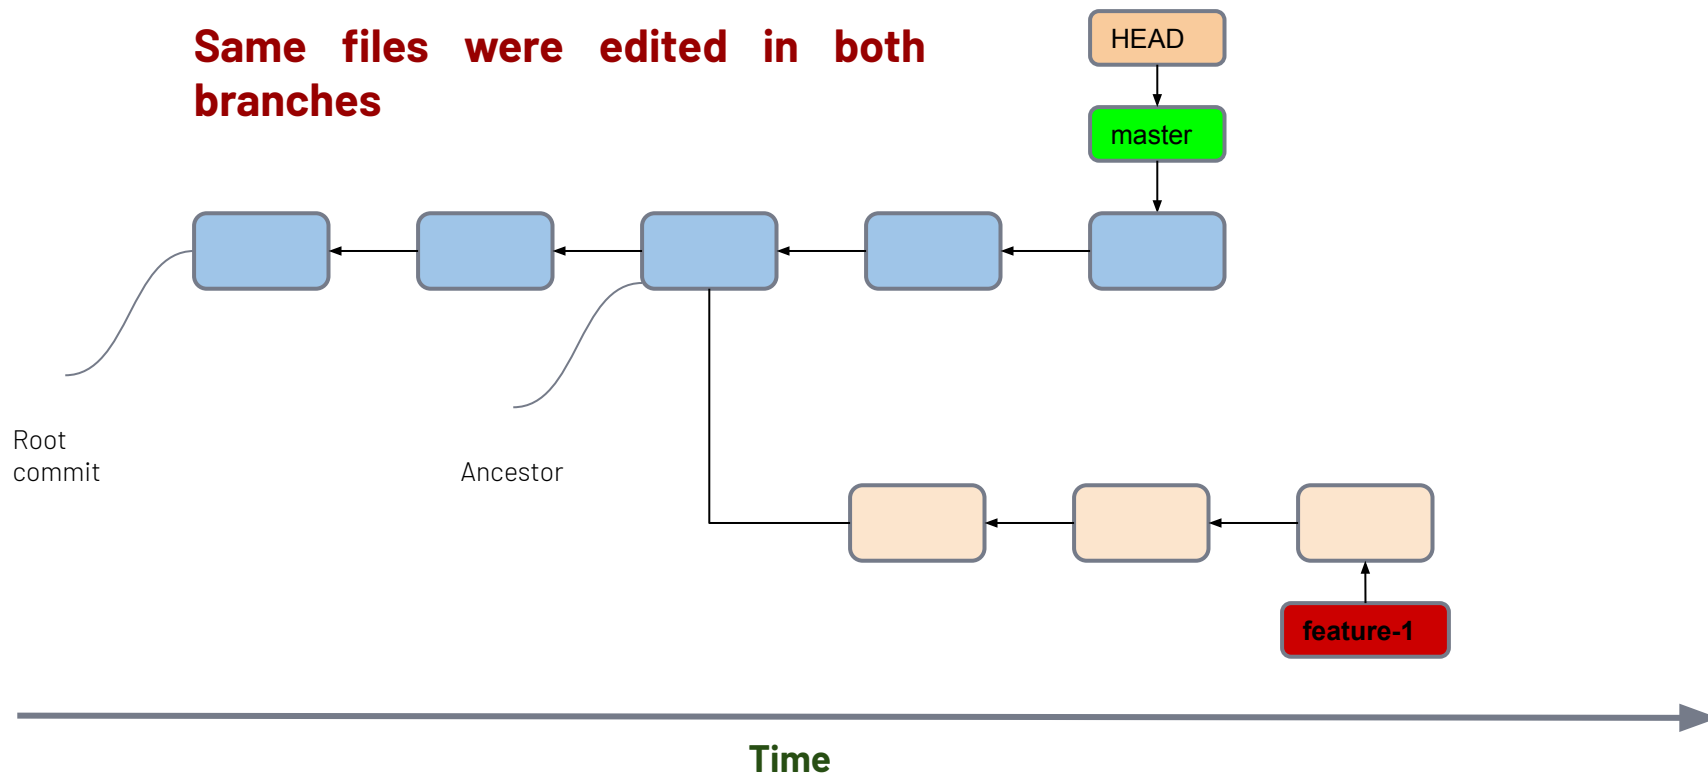 Same files were edited in both
branches
HEAD
master
Root
commit
Ancestor
feature-1
Time